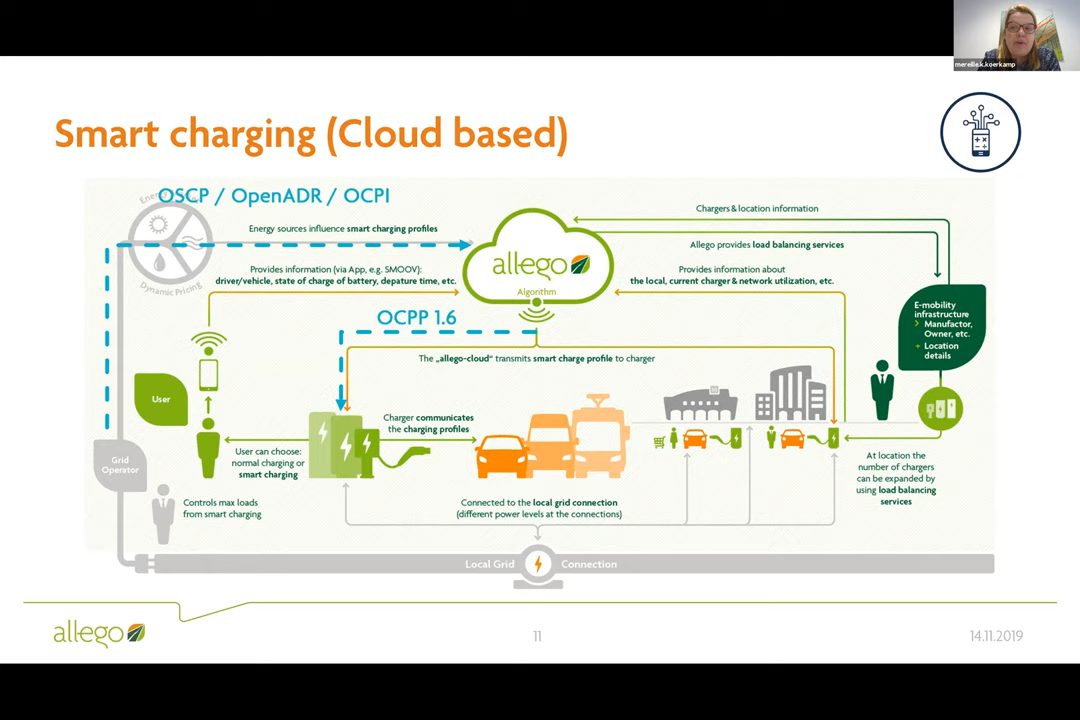 mereille.k.koerkamp
Smart charging (Cloud based)
OSCP / OpenADR / OCPI
Energy sources influence smart charging profiles
Dynamic Pricing
Provides information (via App, e.g. SMOOV):
driver/vehicle, state of charge of battery, depature time, etc.
allego
Algorithm
Chargers & location information
Allego provides load balancing services
Provides information about
the local, current charger & network utilization, etc.
E-mobility
infrastructure
Manufactor,
Owner, etc.
+ Location
details
OCPP 1.6
The „allego-cloud“ transmits smart charge profile to charger
User
Charger communicates
the charging profiles
User can choose:
normal charging or
smart charging
Grid
Operator
Controls max loads
from smart charging
Connected to the local grid connection
(different power levels at the connections)
At location the
number of chargers
can be expanded by
using load balancing
services
Local Grid Connection
allego
11
14.11.2019